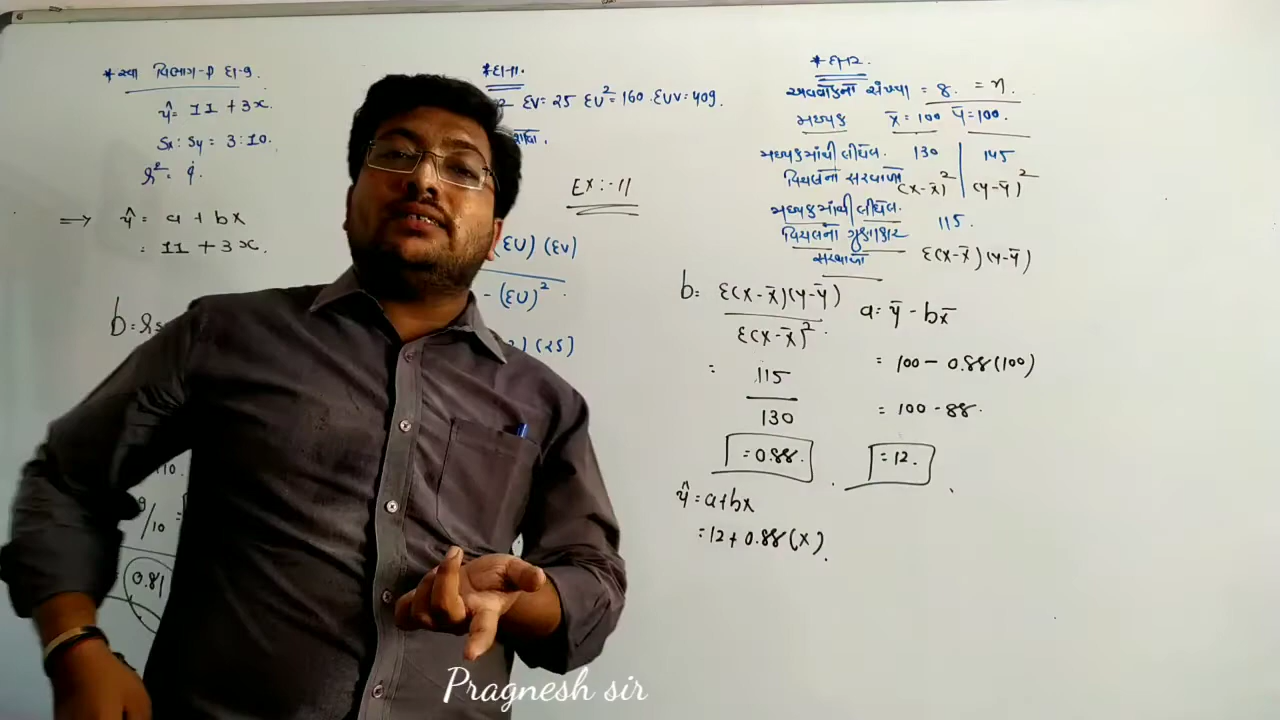 * સ્વા વિભાગ-P દા-9.
ŷ = 11 + 3x
Sx : Sy = 3 : 10.
⇒ ŷ = a + bx
= 11 + 3x.
0.81
* દા-11.
ΣV = 25 ΣU² = 160 . ΣUV = 409.
EX :- 11
(ΣU) (ΣV)
- (ΣU)²
(25)
* દા-12.
અવલોકનો સંખ્યા = 8 = n.
મધ્યક x̄ = 100 ȳ = 100.
મધ્યકમાંથી લીધેલ. 130 | 145
વિચલનો સરવાળો (x-x̄)² (y-ȳ)²
મધ્યકમાંથી લીધેલ. 115.
વિચલનો ગુણાકાર Σ(x-x̄)(y-ȳ)
સરવાળો
b = Σ(x-x̄)(y-ȳ) / Σ(x-x̄)².
= 115 / 130
= 0.88.
a = ȳ - bx̄
= 100 - 0.88(100)
= 100 - 88.
= 12.
ŷ = a + bx
= 12 + 0.88(x).
Pragnesh sir